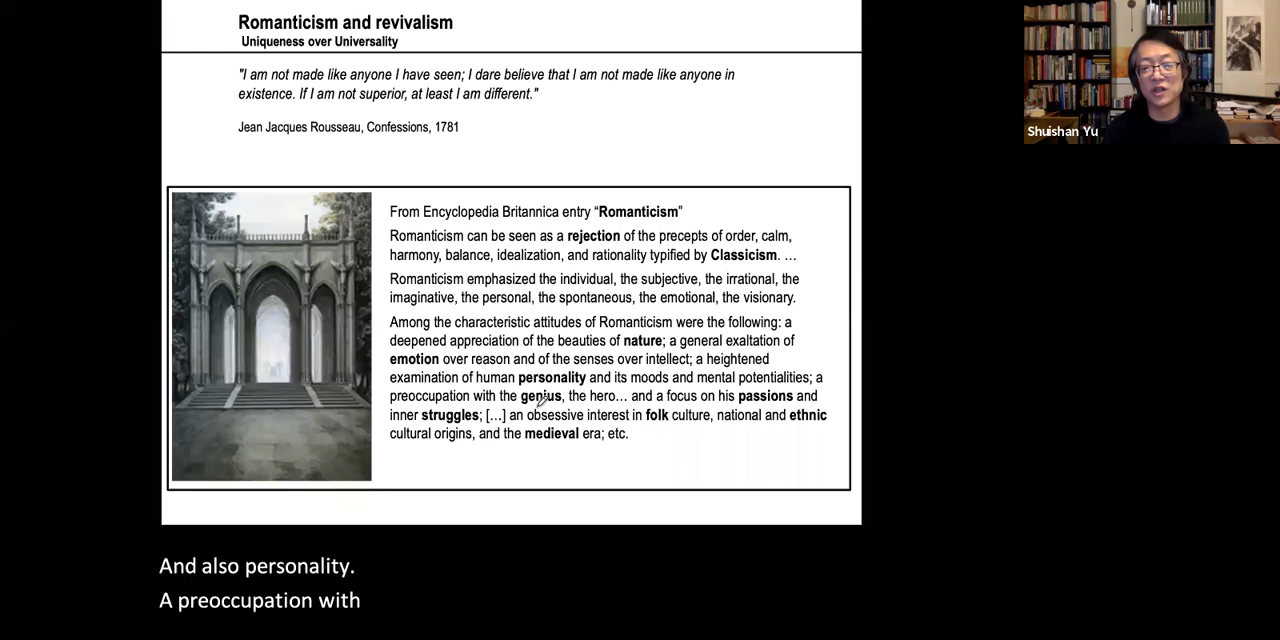 Romanticism and revivalism
Uniqueness over Universality
"I am not made like anyone I have seen; I dare believe that I am not made like anyone in
existence. If I am not superior, at least I am different."
Jean Jacques Rousseau, Confessions, 1781
From Encyclopedia Britannica entry “Romanticism”
Romanticism can be seen as a rejection of the precepts of order, calm,
harmony, balance, idealization, and rationality typified by Classicism. …
Romanticism emphasized the individual, the subjective, the irrational, the
imaginative, the personal, the spontaneous, the emotional, the visionary.
Among the characteristic attitudes of Romanticism were the following: a
deepened appreciation of the beauties of nature; a general exaltation of
emotion over reason and of the senses over intellect; a heightened
examination of human personality and its moods and mental potentialities; a
preoccupation with the genius, the hero… and a focus on his passions and
inner struggles; […] an obsessive interest in folk culture, national and ethnic
cultural origins, and the medieval era; etc.
Shuishan Yu
And also personality.
A preoccupation with